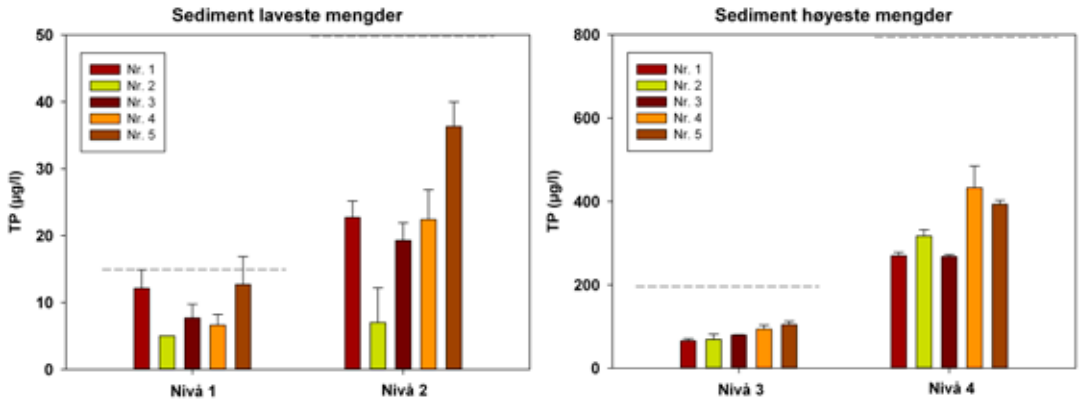 Sediment laveste mengder
50
40
30
20
10
0
TP (µg/l)
Nr. 1
Nr. 2
Nr. 3
Nr. 4
Nr. 5
Nivå 1
Nivå 2
Sediment høyeste mengder
800
600
400
200
0
TP (µg/l)
Nr. 1
Nr. 2
Nr. 3
Nr. 4
Nr. 5
Nivå 3
Nivå 4